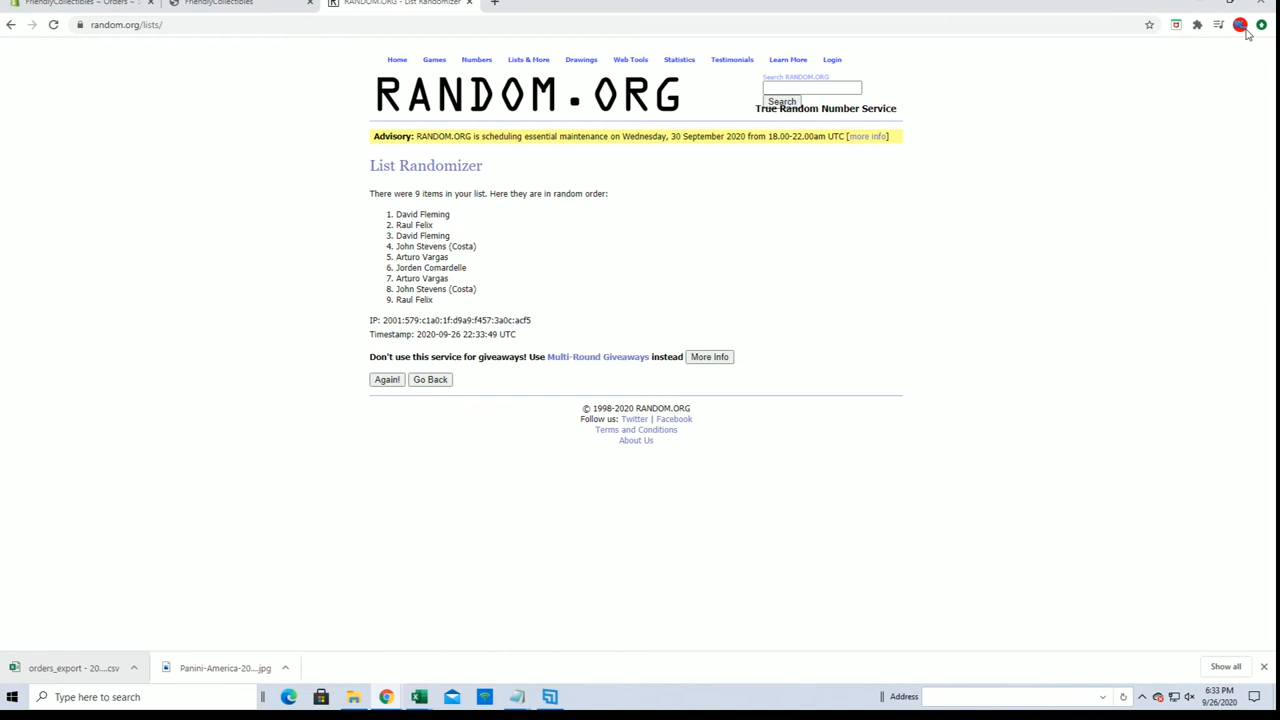 FriendlyCollectibles ~ Orders ~
FriendlyCollectibles
RANDOM.ORG - List Randomizer
random.org/lists/
Home Games Numbers Lists & More Drawings Web Tools Statistics Testimonials Learn More Login
RANDOM.ORG
Search RANDOM.ORG
Search
True Random Number Service
Advisory: RANDOM.ORG is scheduling essential maintenance on Wednesday, 30 September 2020 from 18.00-22.00am UTC [more info]
List Randomizer
There were 9 items in your list. Here they are in random order:
1. David Fleming
2. Raul Felix
3. David Fleming
4. John Stevens (Costa)
5. Arturo Vargas
6. Jorden Comardelle
7. Arturo Vargas
8. John Stevens (Costa)
9. Raul Felix
IP: 2001:579:c1a0:1f:d9a9:f457:3a0c:acf5
Timestamp: 2020-09-26 22:33:49 UTC
Don't use this service for giveaways! Use Multi-Round Giveaways instead More Info
Again! Go Back
© 1998-2020 RANDOM.ORG
Follow us: Twitter | Facebook
Terms and Conditions
About Us
orders_export - 20....csv Panini-America-20....jpg Show all
Type here to search Address 6:33 PM
9/26/2020